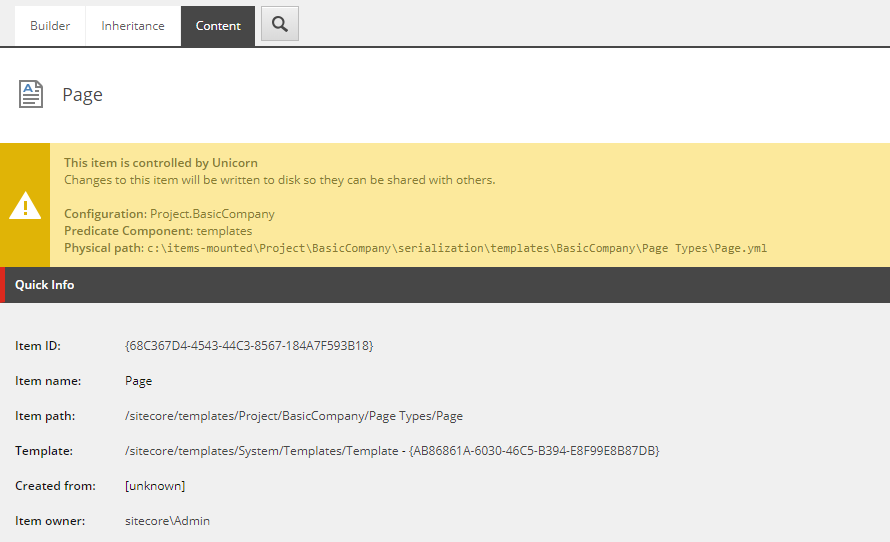 Builder Inheritance Content
Page
This item is controlled by Unicorn
Changes to this item will be written to disk so they can be shared with others.
Configuration: Project.BasicCompany
Predicate Component: templates
Physical path: c:\items-mounted\Project\BasicCompany\serialization\templates\BasicCompany\Page Types\Page.yml
Quick Info
Item ID: {68C367D4-4543-44C3-8567-184A7F593B18}
Item name: Page
Item path: /sitecore/templates/Project/BasicCompany/Page Types/Page
Template: /sitecore/templates/System/Templates/Template - {AB86861A-6030-46C5-B394-E8F99E8B87DB}
Created from: [unknown]
Item owner: sitecore\Admin